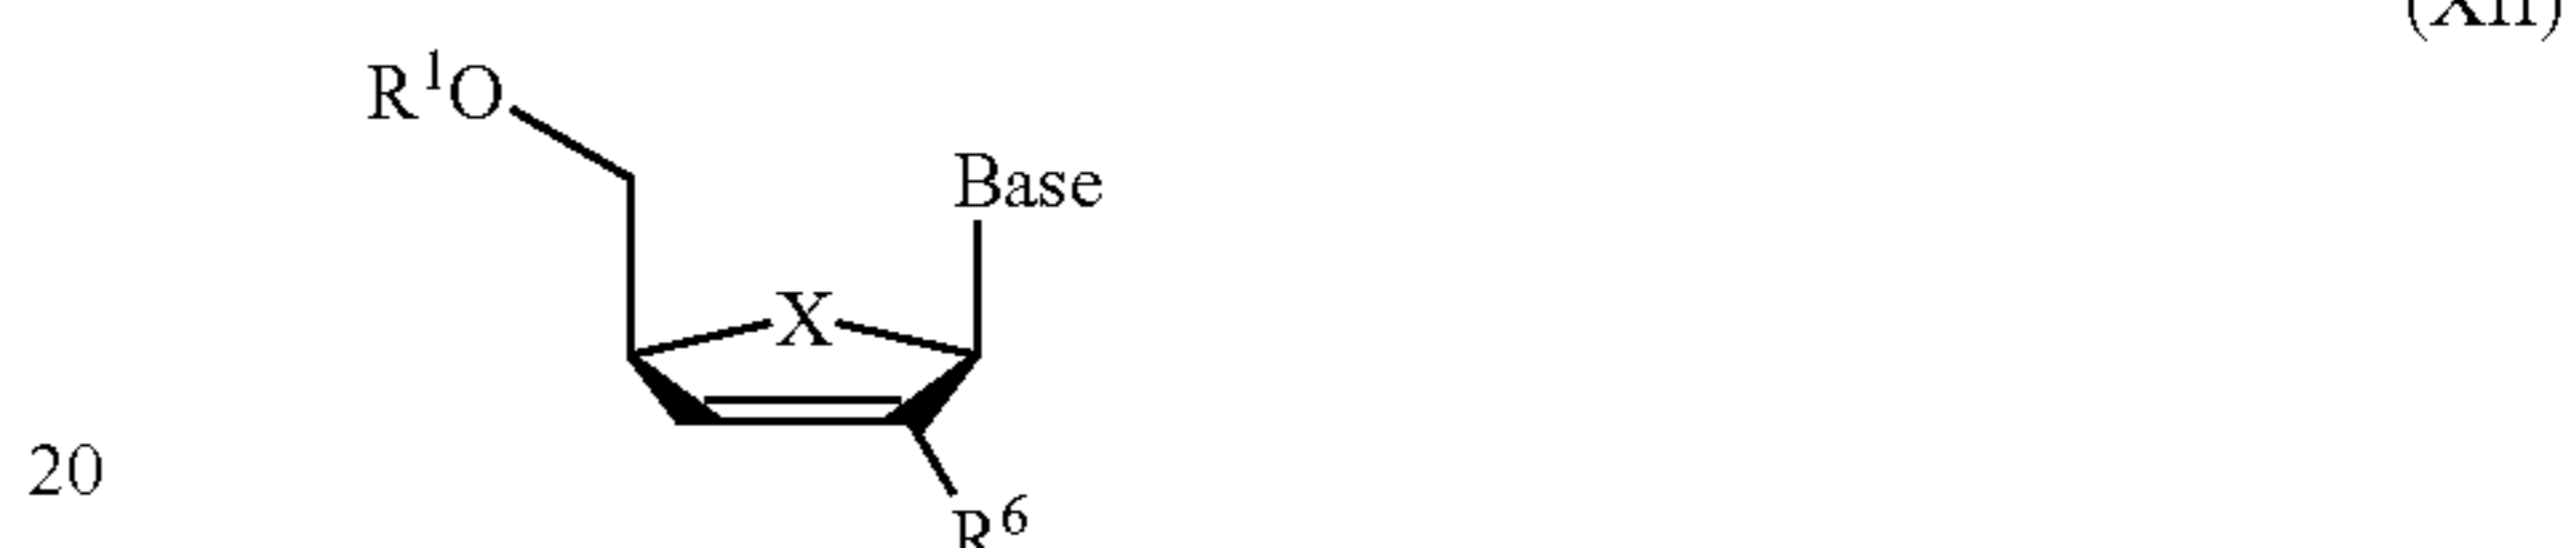 (XII)
R¹O
Base
X
20
R⁶